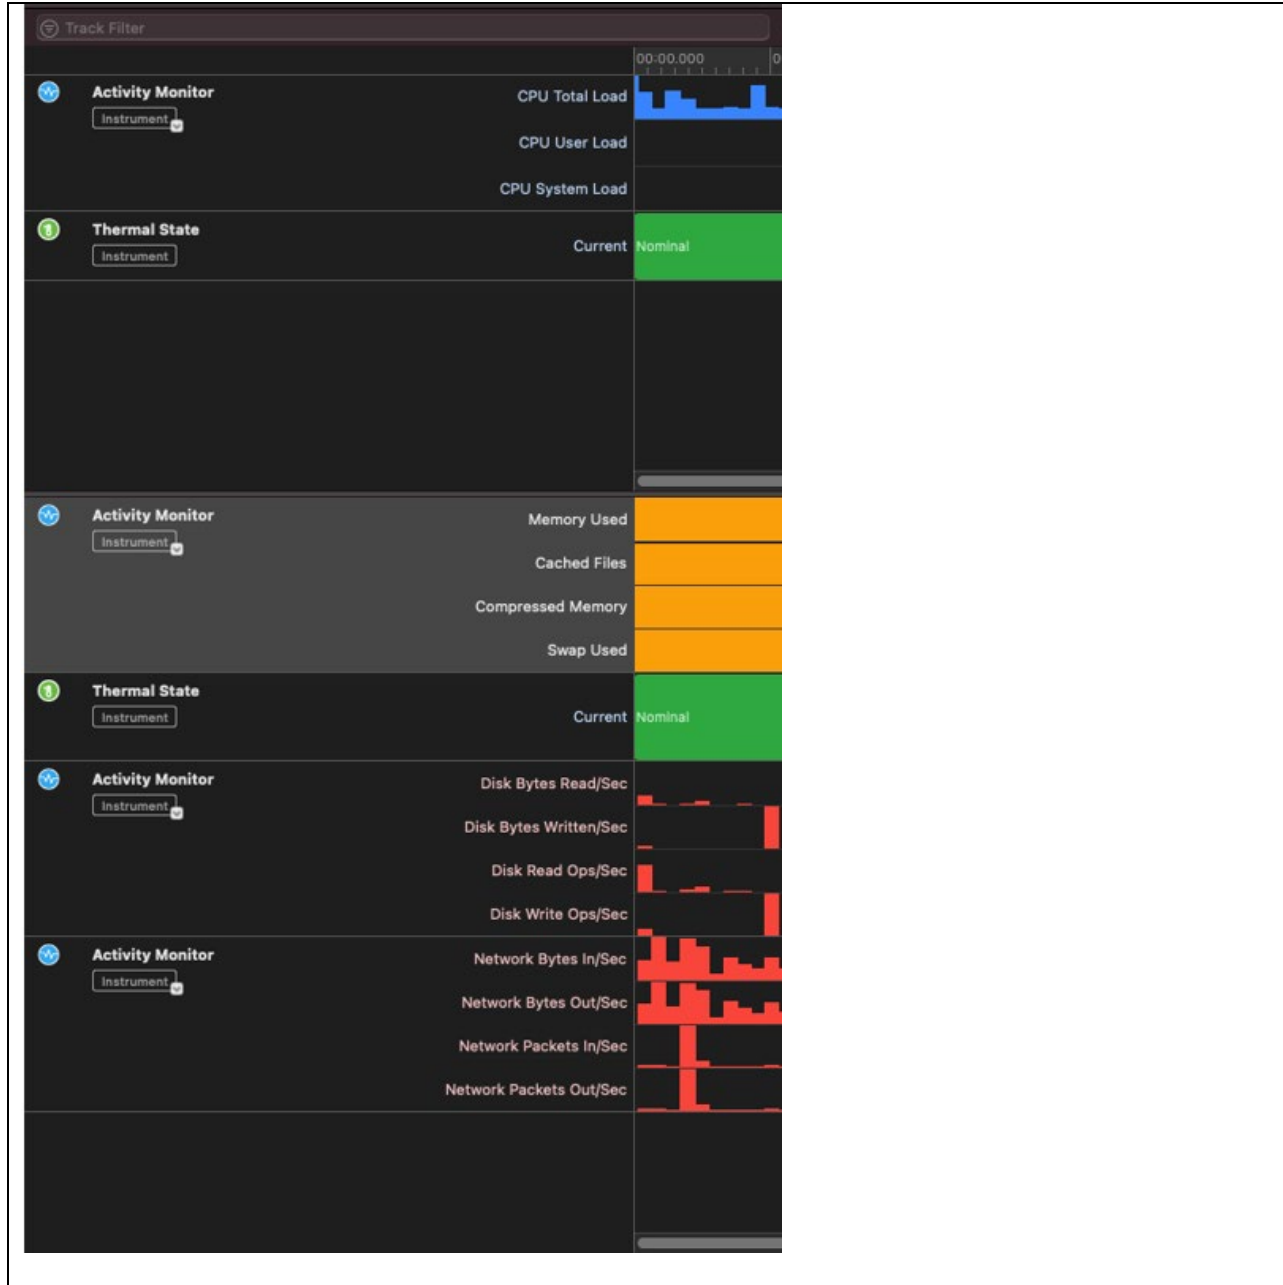 Track Filter
00:00.000 0
Activity Monitor
Instrument
CPU Total Load
CPU User Load
CPU System Load
Thermal State
Instrument
Current Nominal
Activity Monitor
Instrument
Memory Used
Cached Files
Compressed Memory
Swap Used
Thermal State
Instrument
Current Nominal
Activity Monitor
Instrument
Disk Bytes Read/Sec
Disk Bytes Written/Sec
Disk Read Ops/Sec
Disk Write Ops/Sec
Activity Monitor
Instrument
Network Bytes In/Sec
Network Bytes Out/Sec
Network Packets In/Sec
Network Packets Out/Sec